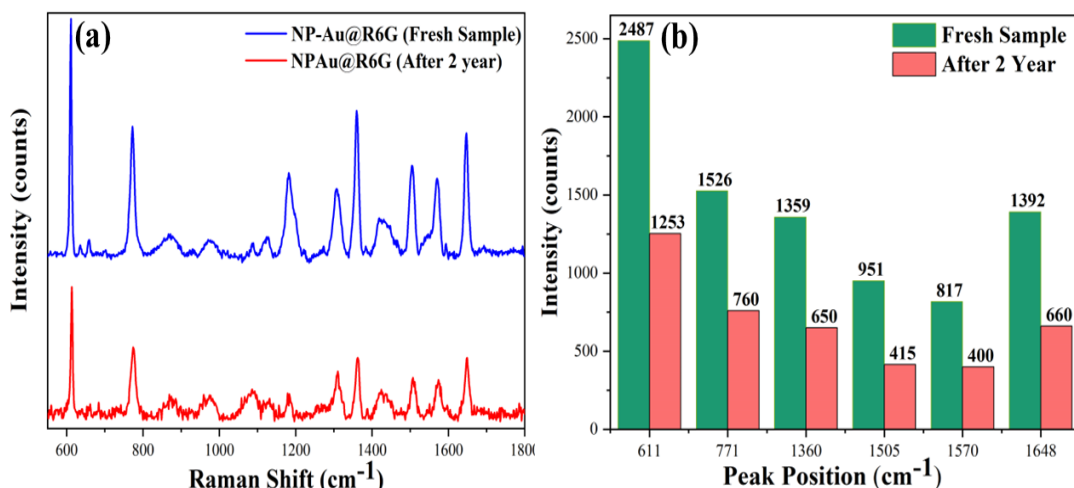 (a)
NP-Au@R6G (Fresh Sample)
NPAu@R6G (After 2 year)
Intensity (counts)
600 800 1000 1200 1400 1600 1800
Raman Shift (cm-1)
(b)
Fresh Sample
After 2 Year
Intensity (counts)
2500
2000
1500
1000
500
0
2487
1253
1526
760
1359
650
951
415
817
400
1392
660
611 771 1360 1505 1570 1648
Peak Position (cm-1)